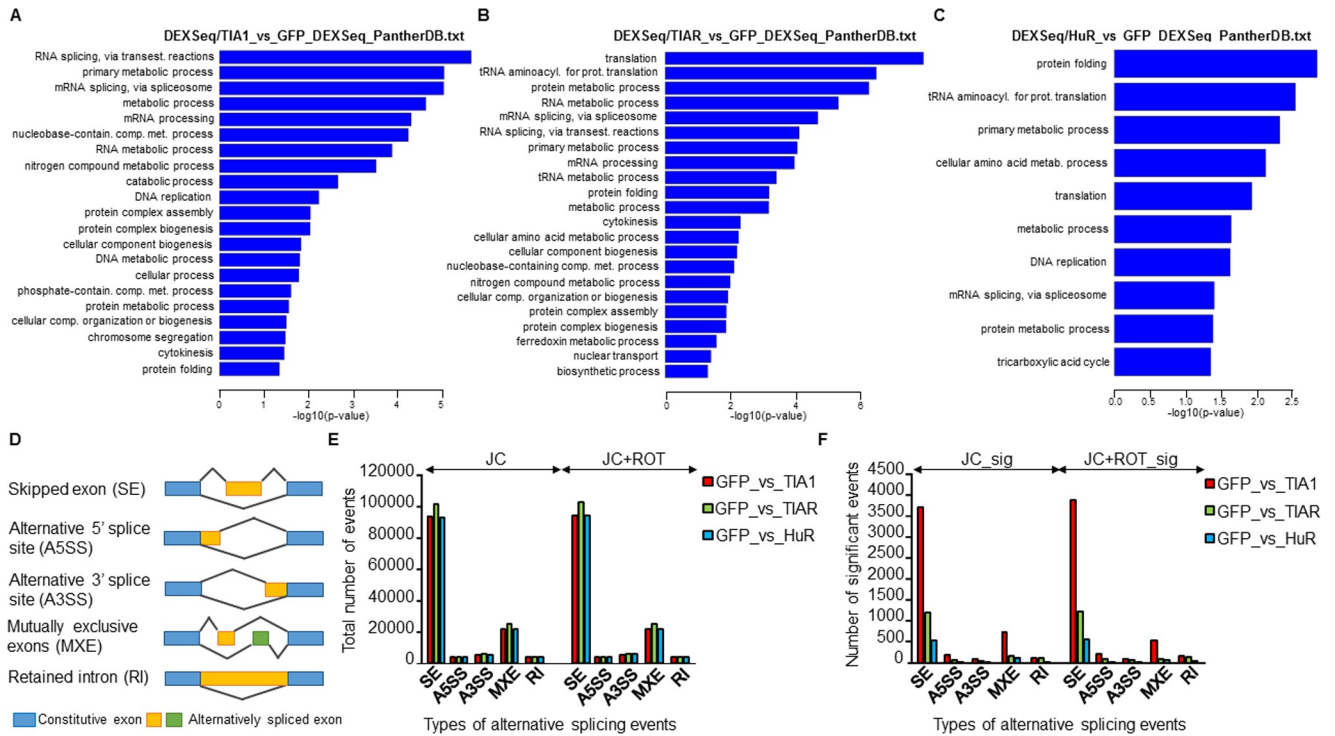 A
DEXSeq/TIA1_vs_GFP_DEXSeq_PantherDB.txt
RNA splicing, via transest. reactions
primary metabolic process
mRNA splicing, via spliceosome
metabolic process
mRNA processing
nucleobase-contain. comp. met. process
RNA metabolic process
nitrogen compound metabolic process
catabolic process
DNA replication
protein complex assembly
protein complex biogenesis
cellular component biogenesis
DNA metabolic process
cellular process
phosphate-contain. comp. met. process
protein metabolic process
cellular comp. organization or biogenesis
chromosome segregation
cytokinesis
protein folding
0 1 2 3 4 5
-log10(p-value)
B
DEXSeq/TIAR_vs_GFP_DEXSeq_PantherDB.txt
translation
tRNA aminoacyl. for prot. translation
protein metabolic process
RNA metabolic process
mRNA splicing, via spliceosome
RNA splicing, via transest. reactions
primary metabolic process
mRNA processing
tRNA metabolic process
protein folding
metabolic process
cytokinesis
cellular amino acid metabolic process
cellular component biogenesis
nucleobase-containing comp. met. process
nitrogen compound metabolic process
cellular comp. organization or biogenesis
protein complex assembly
protein complex biogenesis
ferredoxin metabolic process
nuclear transport
biosynthetic process
0 2 4 6
-log10(p-value)
C
DEXSeq/HuR_vs_GFP_DEXSeq_PantherDB.txt
protein folding
tRNA aminoacyl. for prot. translation
primary metabolic process
cellular amino acid metab. process
translation
metabolic process
DNA replication
mRNA splicing, via spliceosome
protein metabolic process
tricarboxylic acid cycle
0.0 0.5 1.0 1.5 2.0 2.5
-log10(p-value)
D
Skipped exon (SE)
Alternative 5' splice
site (A5SS)
Alternative 3' splice
site (A3SS)
Mutually exclusive
exons (MXE)
Retained intron (RI)
Constitutive exon
Alternatively spliced exon
E
JC
JC+ROT
Total number of events
120000
100000
80000
60000
40000
20000
0
SE A5SS A3SS MXE RI SE A5SS A3SS MXE RI
Types of alternative splicing events
GFP_vs_TIA1
GFP_vs_TIAR
GFP_vs_HuR
F
JC_sig
JC+ROT_sig
Number of significant events
4500
4000
3500
3000
2500
2000
1500
1000
500
0
SE A5SS A3SS MXE RI SE A5SS A3SS MXE RI
Types of alternative splicing events
GFP_vs_TIA1
GFP_vs_TIAR
GFP_vs_HuR